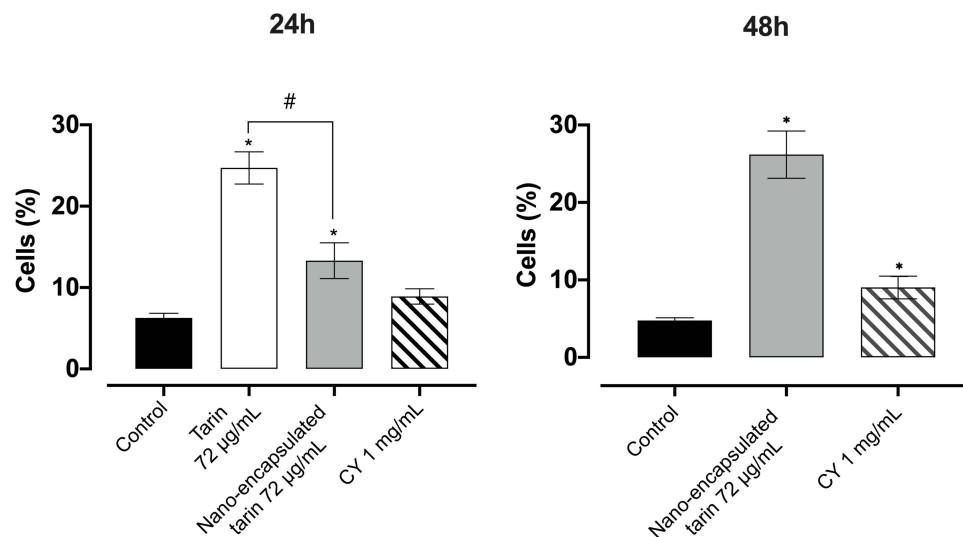 24h
#
*
*
30
20
10
0
Cells (%)
Control
Tarin
72 µg/mL
Nano-encapsulated
tarin 72 µg/mL
CY 1 mg/mL
48h
*
*
30
20
10
0
Cells (%)
Control
Nano-encapsulated
tarin 72 µg/mL
CY 1 mg/mL